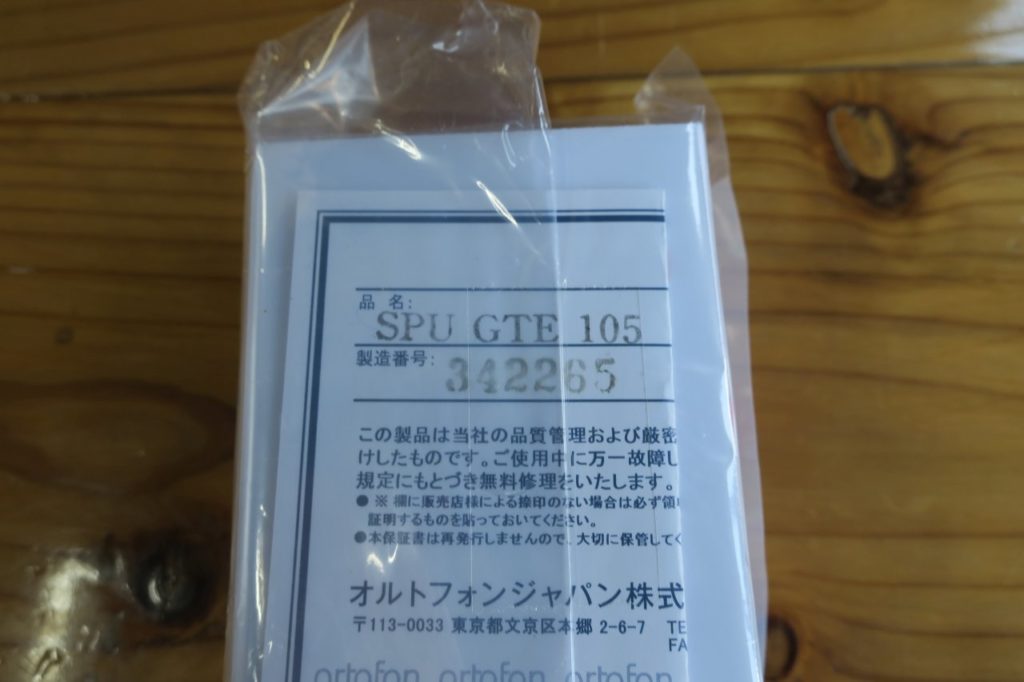 品 名:
SPU GTE 105
製造番号:
342265
この製品は当社の品質管理および厳密
けしたものです。ご使用中に万一故障し
規定にもとづき無料修理をいたします。
● ※ 欄に販売店様による捺印のない場合は必ず領
証明するものを貼っておいてください。
●本保証書は再発行しませんので、大切に保管してく
オルトフォンジャパン株式
〒113-0033 東京都文京区本郷 2-6-7 TE
FA
ortofon ortofon ortofon